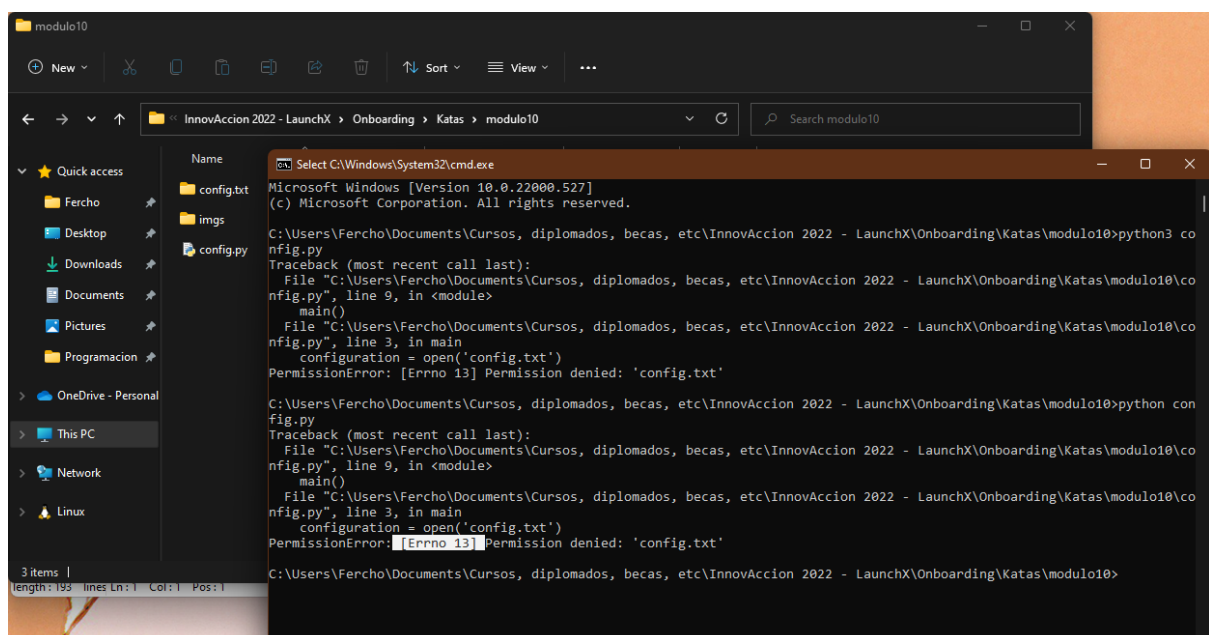 modulo10
New
Sort
View
InnovAccion 2022 - LaunchX > Onboarding > Katas > modulo10
Search modulo10
Quick access
Fercho
Desktop
Downloads
Documents
Pictures
Programacion
OneDrive - Personal
This PC
Network
Linux
Name
config.txt
imgs
config.py
3 items
length : 193 lines Ln : 1 Col : 1 Pos : 1
Select C:\Windows\System32\cmd.exe
Microsoft Windows [Version 10.0.22000.527]
(c) Microsoft Corporation. All rights reserved.
C:\Users\Fercho\Documents\Cursos, diplomados, becas, etc\InnovAccion 2022 - LaunchX\Onboarding\Katas\modulo10>python3 co
nfig.py
Traceback (most recent call last):
  File "C:\Users\Fercho\Documents\Cursos, diplomados, becas, etc\InnovAccion 2022 - LaunchX\Onboarding\Katas\modulo10\co
nfig.py", line 9, in <module>
    main()
  File "C:\Users\Fercho\Documents\Cursos, diplomados, becas, etc\InnovAccion 2022 - LaunchX\Onboarding\Katas\modulo10\co
nfig.py", line 3, in main
    configuration = open('config.txt')
PermissionError: [Errno 13] Permission denied: 'config.txt'
C:\Users\Fercho\Documents\Cursos, diplomados, becas, etc\InnovAccion 2022 - LaunchX\Onboarding\Katas\modulo10>python con
fig.py
Traceback (most recent call last):
  File "C:\Users\Fercho\Documents\Cursos, diplomados, becas, etc\InnovAccion 2022 - LaunchX\Onboarding\Katas\modulo10\co
nfig.py", line 9, in <module>
    main()
  File "C:\Users\Fercho\Documents\Cursos, diplomados, becas, etc\InnovAccion 2022 - LaunchX\Onboarding\Katas\modulo10\co
nfig.py", line 3, in main
    configuration = open('config.txt')
PermissionError: [Errno 13] Permission denied: 'config.txt'
C:\Users\Fercho\Documents\Cursos, diplomados, becas, etc\InnovAccion 2022 - LaunchX\Onboarding\Katas\modulo10>